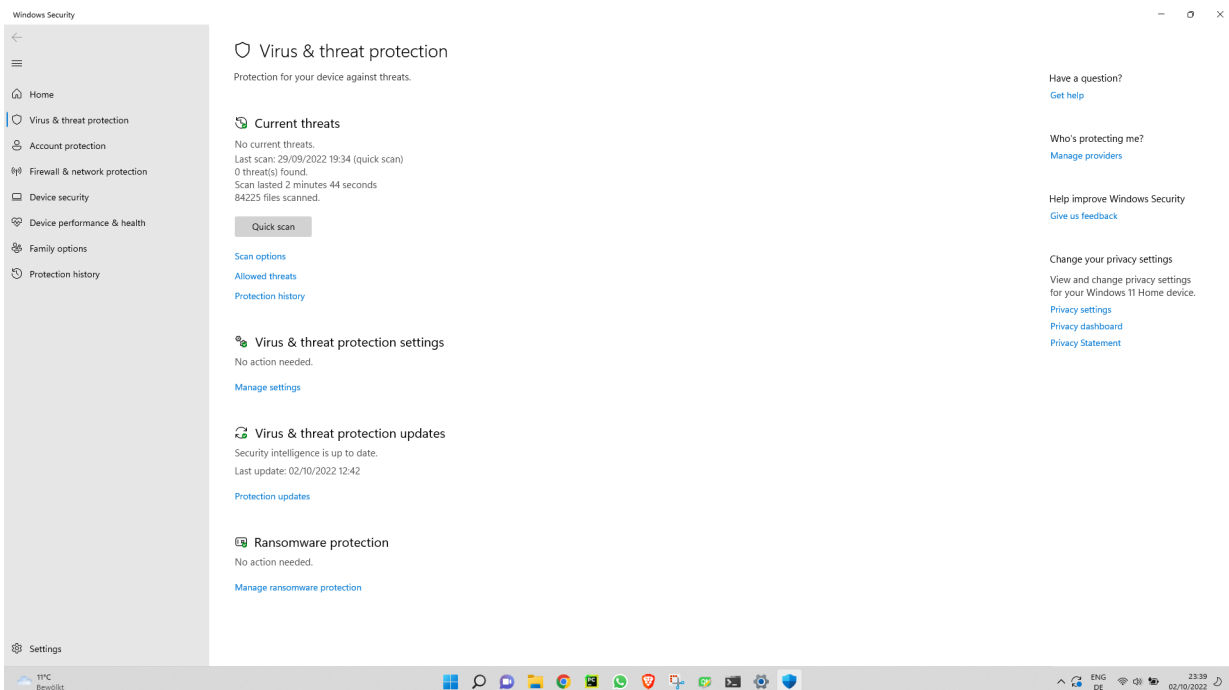 Windows Security
Home
Virus & threat protection
Account protection
Firewall & network protection
Device security
Device performance & health
Family options
Protection history
Settings
Virus & threat protection
Protection for your device against threats.
Current threats
No current threats.
Last scan: 29/09/2022 19:34 (quick scan)
0 threat(s) found.
Scan lasted 2 minutes 44 seconds
84225 files scanned.
Quick scan
Scan options
Allowed threats
Protection history
Virus & threat protection settings
No action needed.
Manage settings
Virus & threat protection updates
Security intelligence is up to date.
Last update: 02/10/2022 12:42
Protection updates
Ransomware protection
No action needed.
Manage ransomware protection
Have a question?
Get help
Who's protecting me?
Manage providers
Help improve Windows Security
Give us feedback
Change your privacy settings
View and change privacy settings
for your Windows 11 Home device.
Privacy settings
Privacy dashboard
Privacy Statement
11°C
Bewölkt
PC
ENG
DE
23:39
02/10/2022